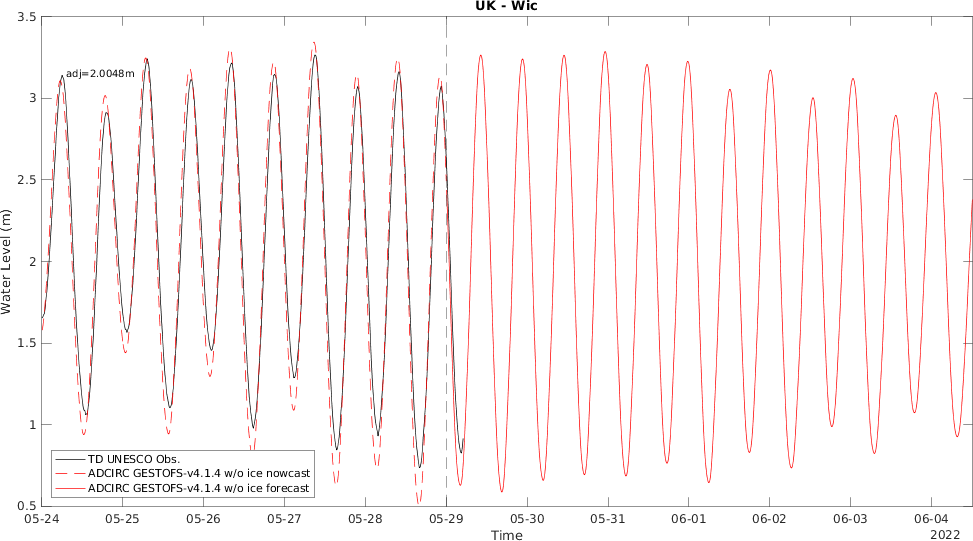 UK - Wic
adj=2.0048m
Water Level (m)
3.5
3
2.5
2
1.5
1
0.5
TD UNESCO Obs.
ADCIRC GESTOFS-v4.1.4 w/o ice nowcast
ADCIRC GESTOFS-v4.1.4 w/o ice forecast
05-24 05-25 05-26 05-27 05-28 05-29 05-30 05-31 06-01 06-02 06-03 06-04
Time
2022